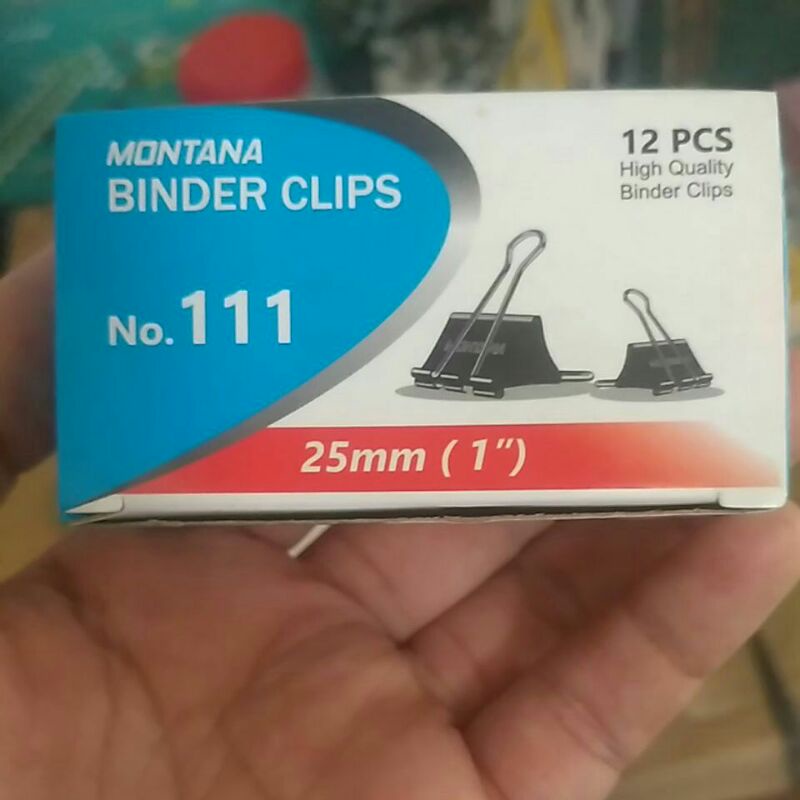 MONTANA
BINDER CLIPS
No. 111
12 PCS
High Quality
Binder Clips
25mm ( 1")